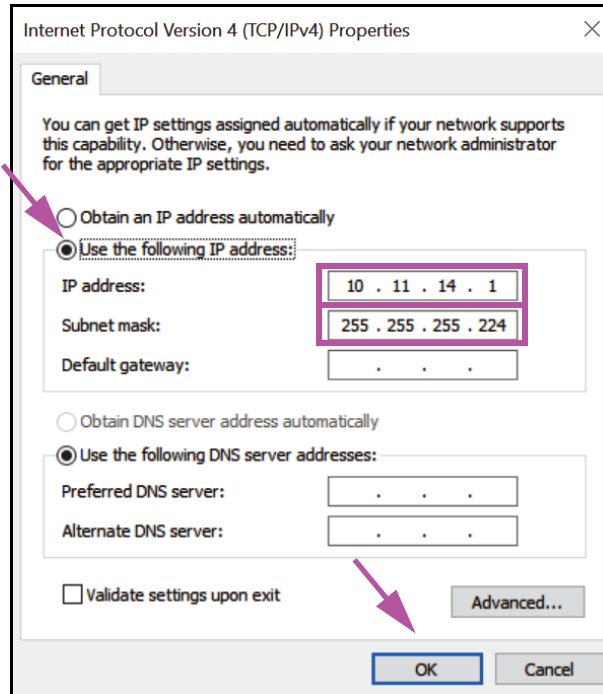 Internet Protocol Version 4 (TCP/IPv4) Properties
General
You can get IP settings assigned automatically if your network supports
this capability. Otherwise, you need to ask your network administrator
for the appropriate IP settings.
Obtain an IP address automatically
Use the following IP address:
IP address: 10 . 11 . 14 . 1
Subnet mask: 255 . 255 . 255 . 224
Default gateway: . . .
Obtain DNS server address automatically
Use the following DNS server addresses:
Preferred DNS server: . . .
Alternate DNS server: . . .
Validate settings upon exit
Advanced...
OK Cancel